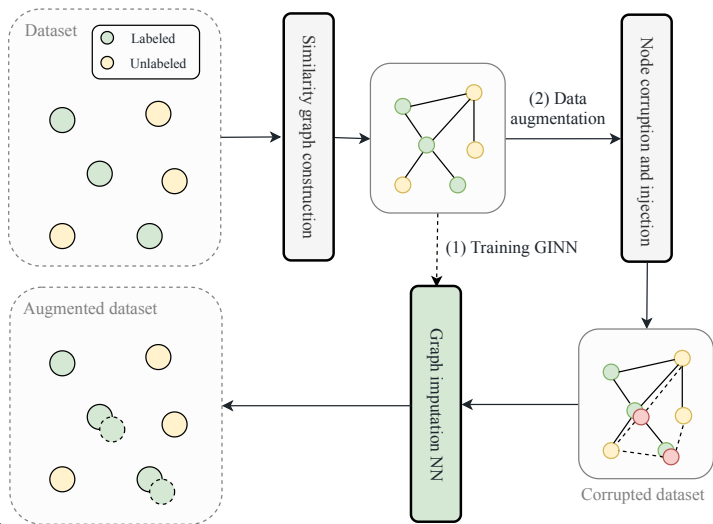 Dataset
Labeled
Unlabeled
Similarity graph construction
(2) Data
augmentation
Node corruption and injection
(1) Training GINN
Augmented dataset
Graph imputation NN
Corrupted dataset